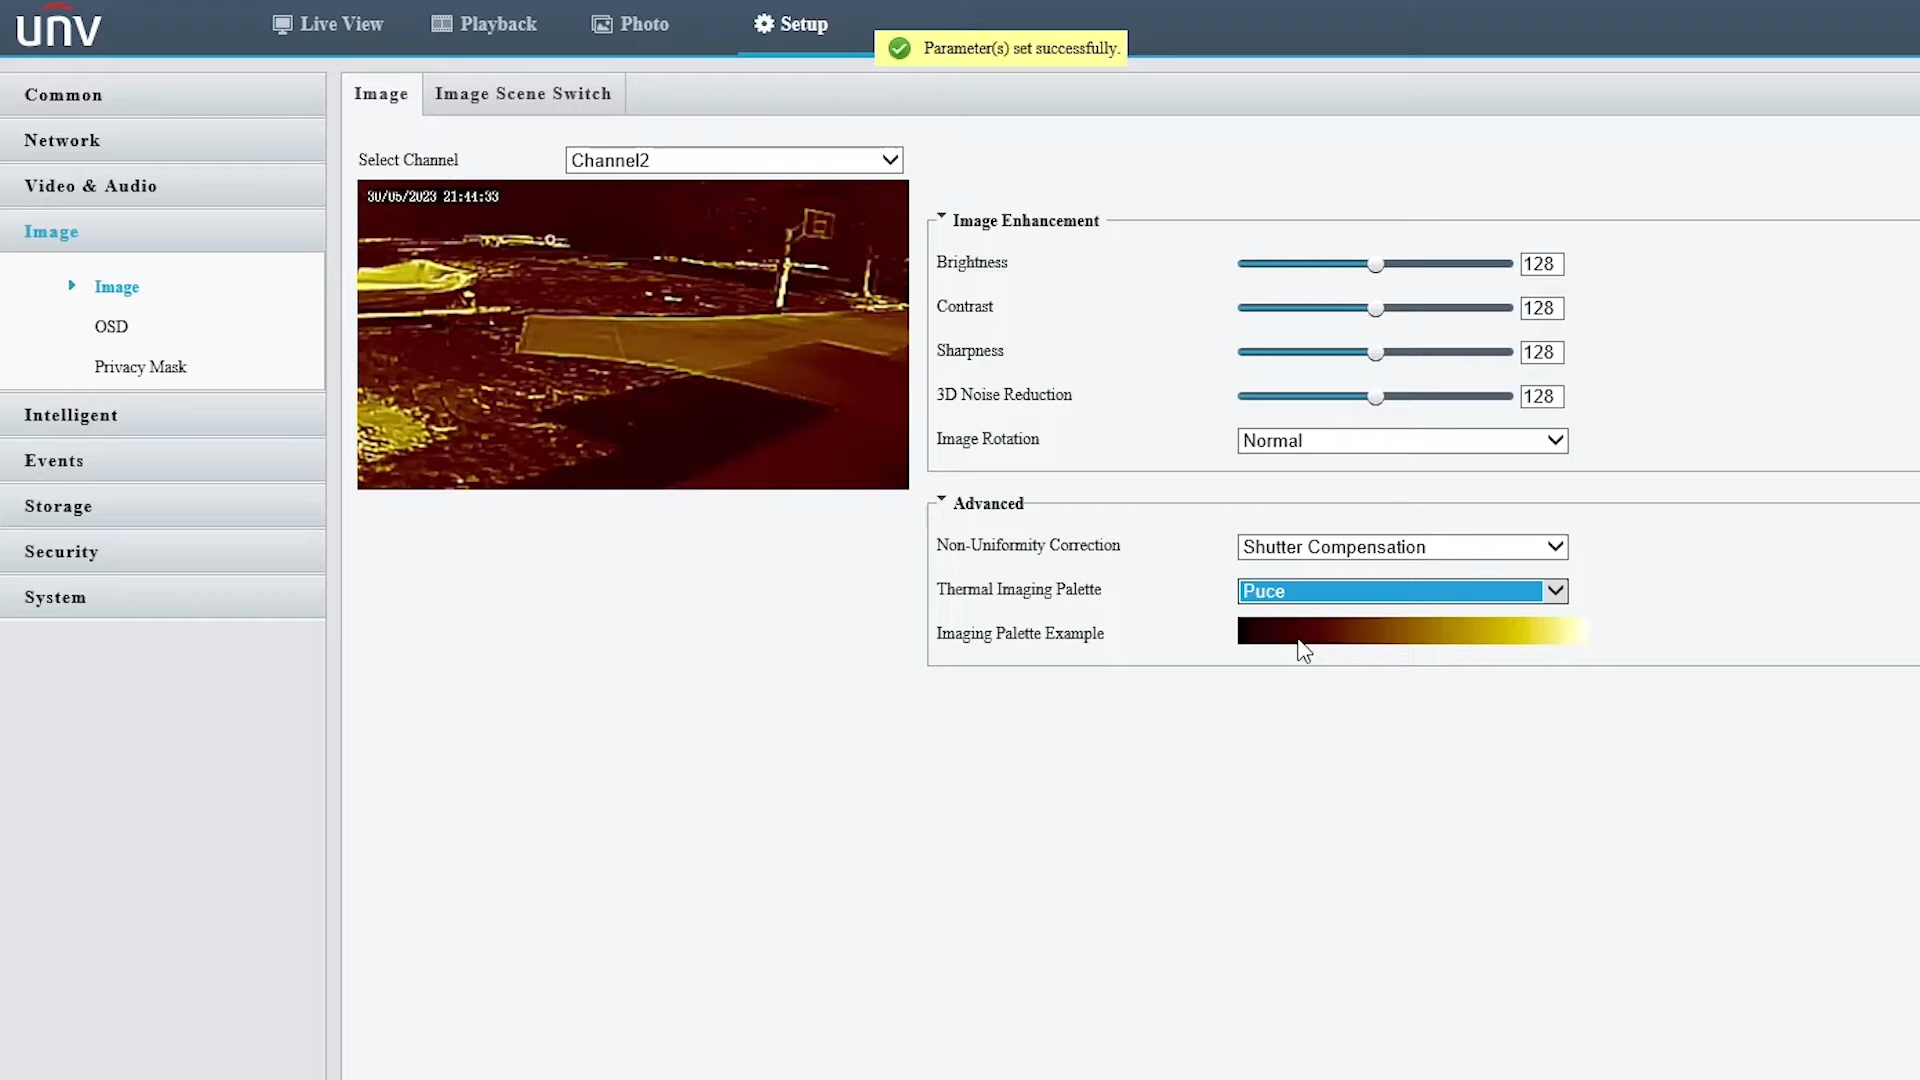 unv
Live View
Playback
Photo
Setup
Parameter(s) set successfully.
Common
Network
Video & Audio
Image
Image
OSD
Privacy Mask
Intelligent
Events
Storage
Security
System
Image
Image Scene Switch
Select Channel
Channel2
30/05/2023 21:44:33
Image Enhancement
Brightness
128
Contrast
128
Sharpness
128
3D Noise Reduction
128
Image Rotation
Normal
Advanced
Non-Uniformity Correction
Shutter Compensation
Thermal Imaging Palette
Puce
Imaging Palette Example